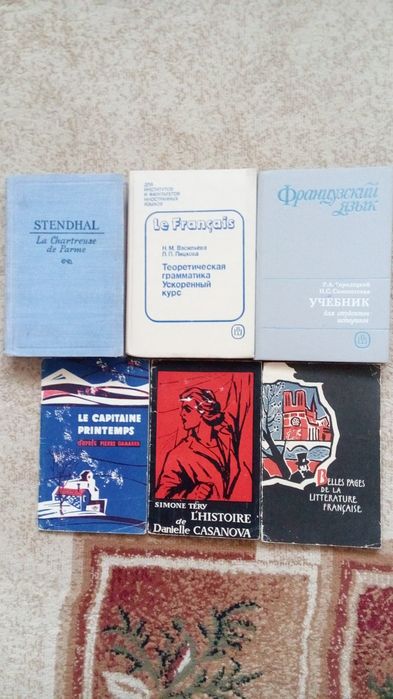 STENDHAL
La Chartreuse
de Parme
ДЛЯ
ИНСТИТУТОВ
И ФАКУЛЬТЕТОВ
ИНОСТРАННЫХ
ЯЗЫКОВ
Le Français
Н. М. Васильева
Л. П. Пицкова
Теоретическая
грамматика
Ускоренный
курс
Французский
язык
УЧЕБНИК
для студентов
историков
LE CAPITAINE
PRINTEMPS
D'APRÈS PIERRE GAMARRA
SIMONE TÉRY
L'HISTOIRE
de
Danielle CASANOVA
BELLES PAGES
DE LA
LITTÉRATURE
FRANÇAISE